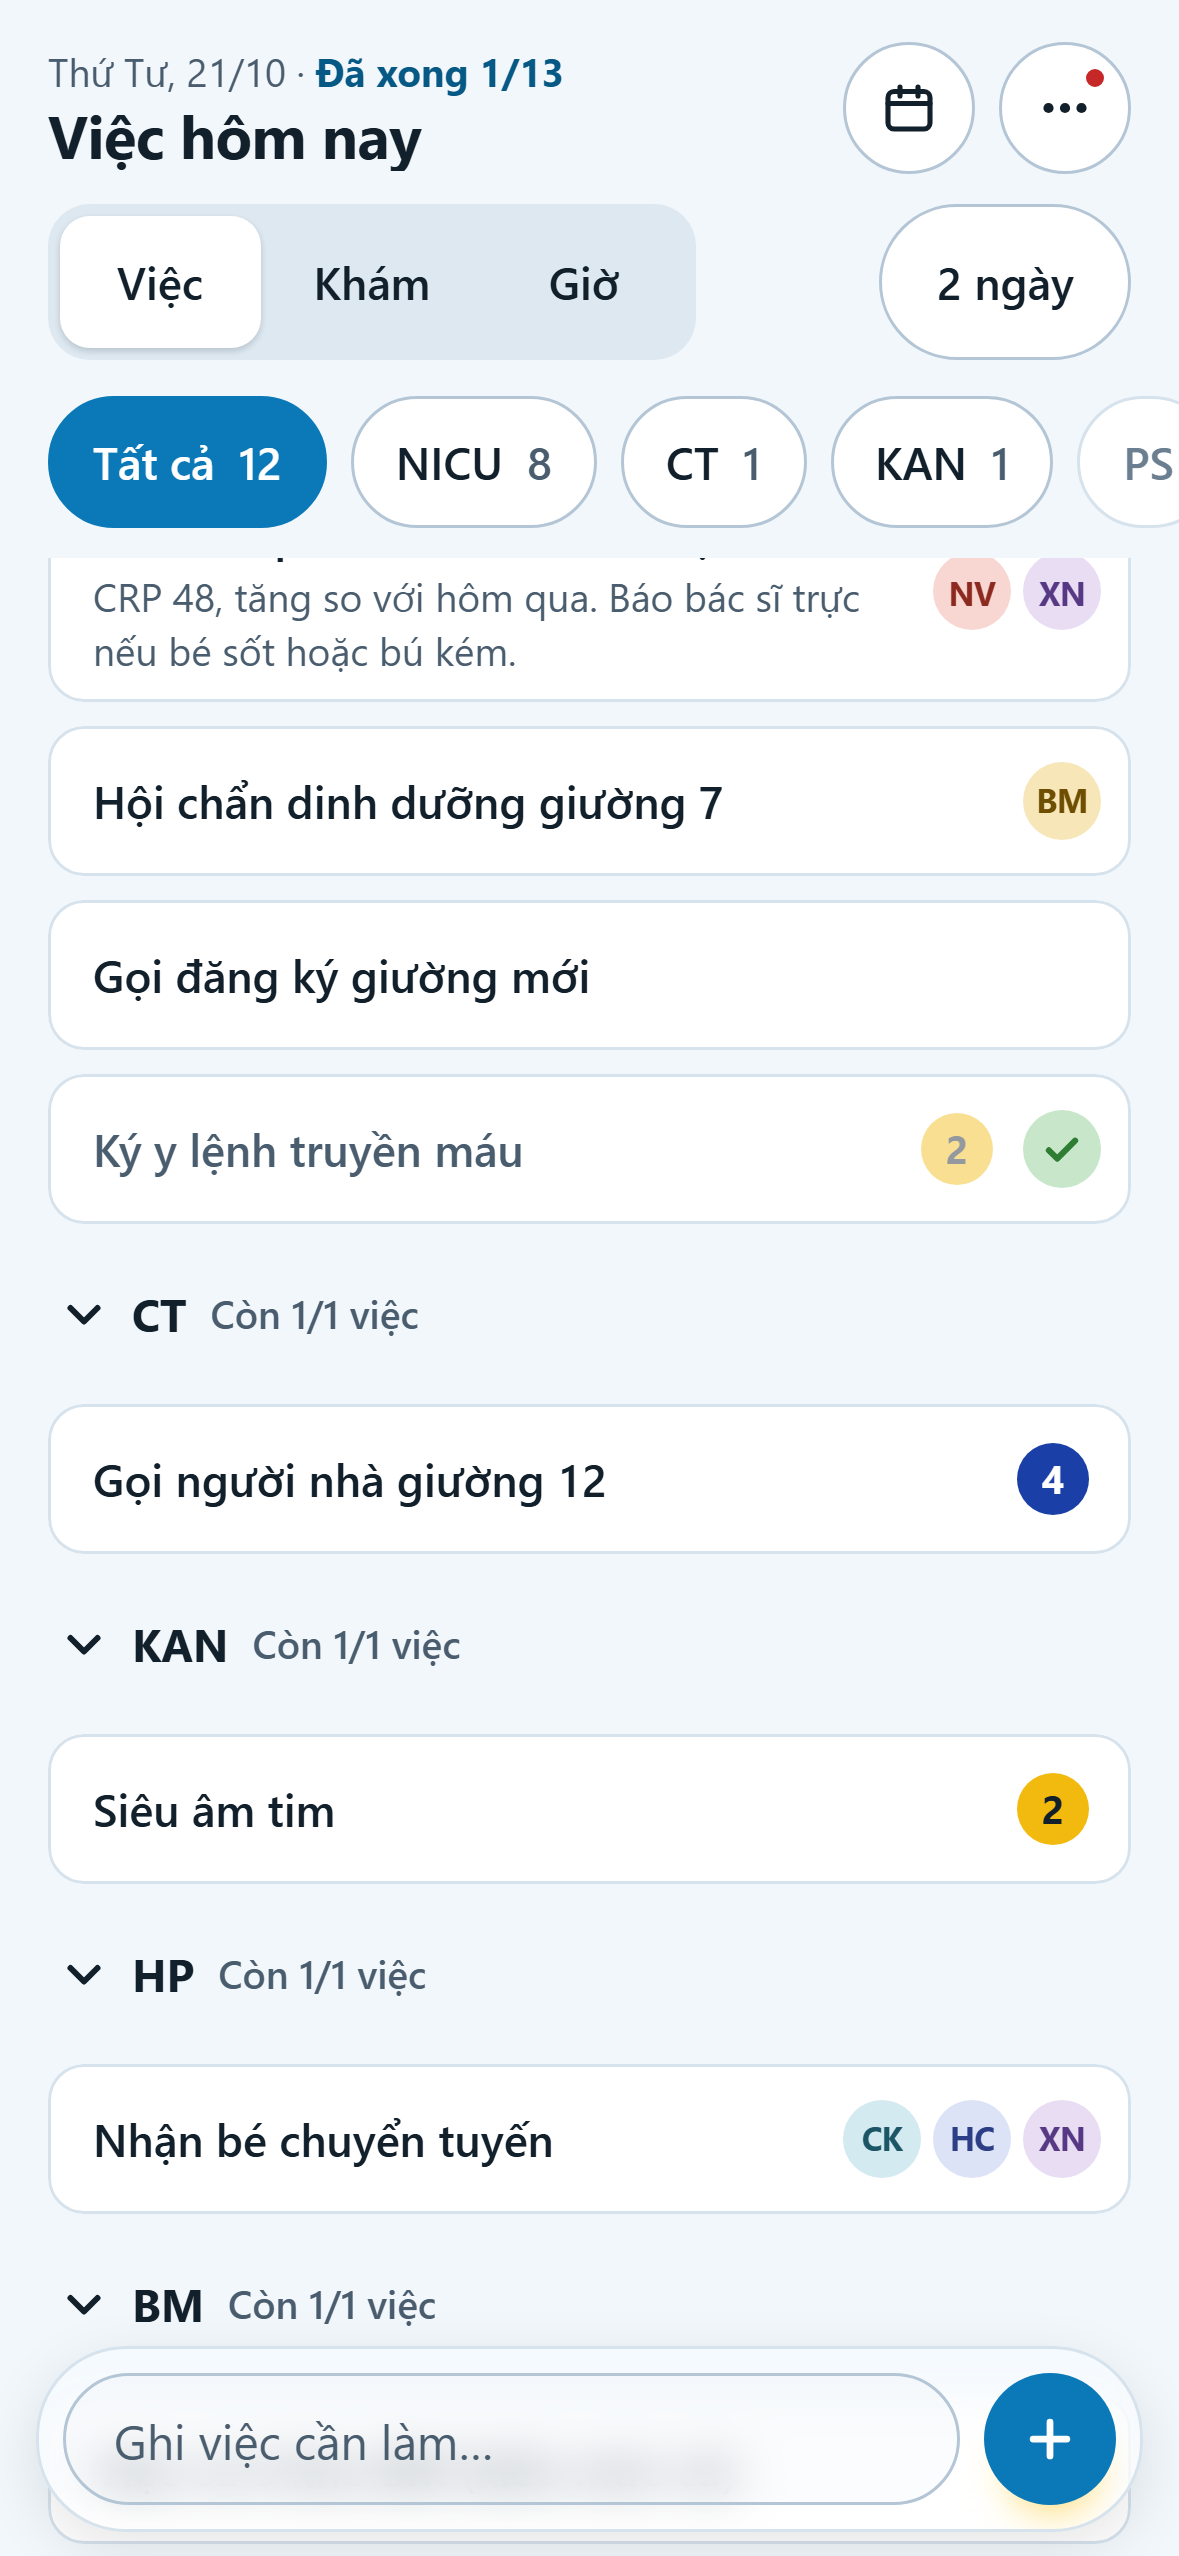 Thứ Tư, 21/10 · Đã xong 1/13
Việc hôm nay
Việc Khám Giờ
2 ngày
Tất cả 12
NICU 8
CT 1
KAN 1
PS
CRP 48, tăng so với hôm qua. Báo bác sĩ trực
nếu bé sốt hoặc bú kém.
NV XN
Hội chẩn dinh dưỡng giường 7
BM
Gọi đăng ký giường mới
Ký y lệnh truyền máu
2
CT Còn 1/1 việc
Gọi người nhà giường 12
4
KAN Còn 1/1 việc
Siêu âm tim
2
HP Còn 1/1 việc
Nhận bé chuyển tuyến
CK HC XN
BM Còn 1/1 việc
Ghi việc cần làm...